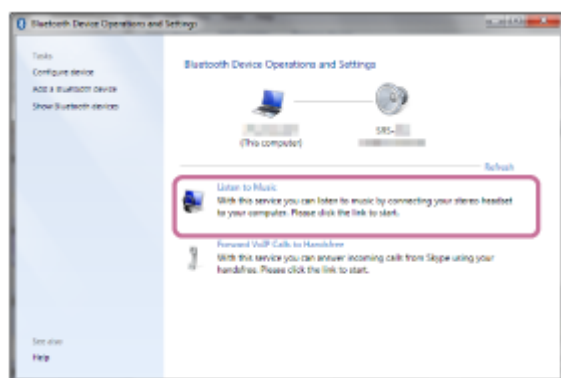 Bluetooth Device Operations and Settings
Tasks
Configure device
Add a Bluetooth device
Show Bluetooth devices
Bluetooth Device Operations and Settings
(This computer)
SRS-
Refresh
Listen to Music
With this service you can listen to music by connecting your stereo headset
to your computer. Please click the link to start.
Forward VoIP Calls to Handsfree
With this service you can answer incoming calls from Skype using your
handsfree. Please click the link to start.
See also
Help